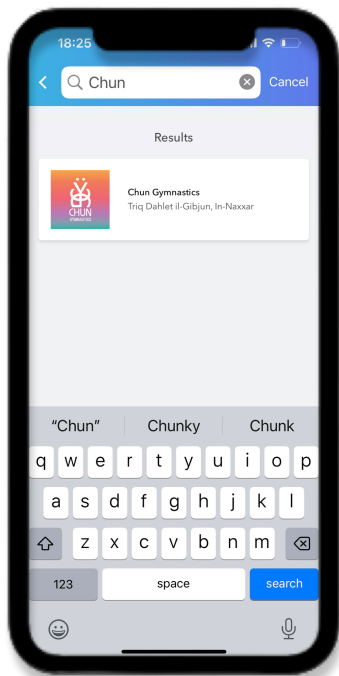 18:25
Chun
Cancel
Results
CHUN
GYMNASTICS
Chun Gymnastics
Triq Dahlet il-Gibjun, In-Naxxar
“Chun”
Chunky
Chunk
q w e r t y u i o p
a s d f g h j k l
z x c v b n m
123
space
search